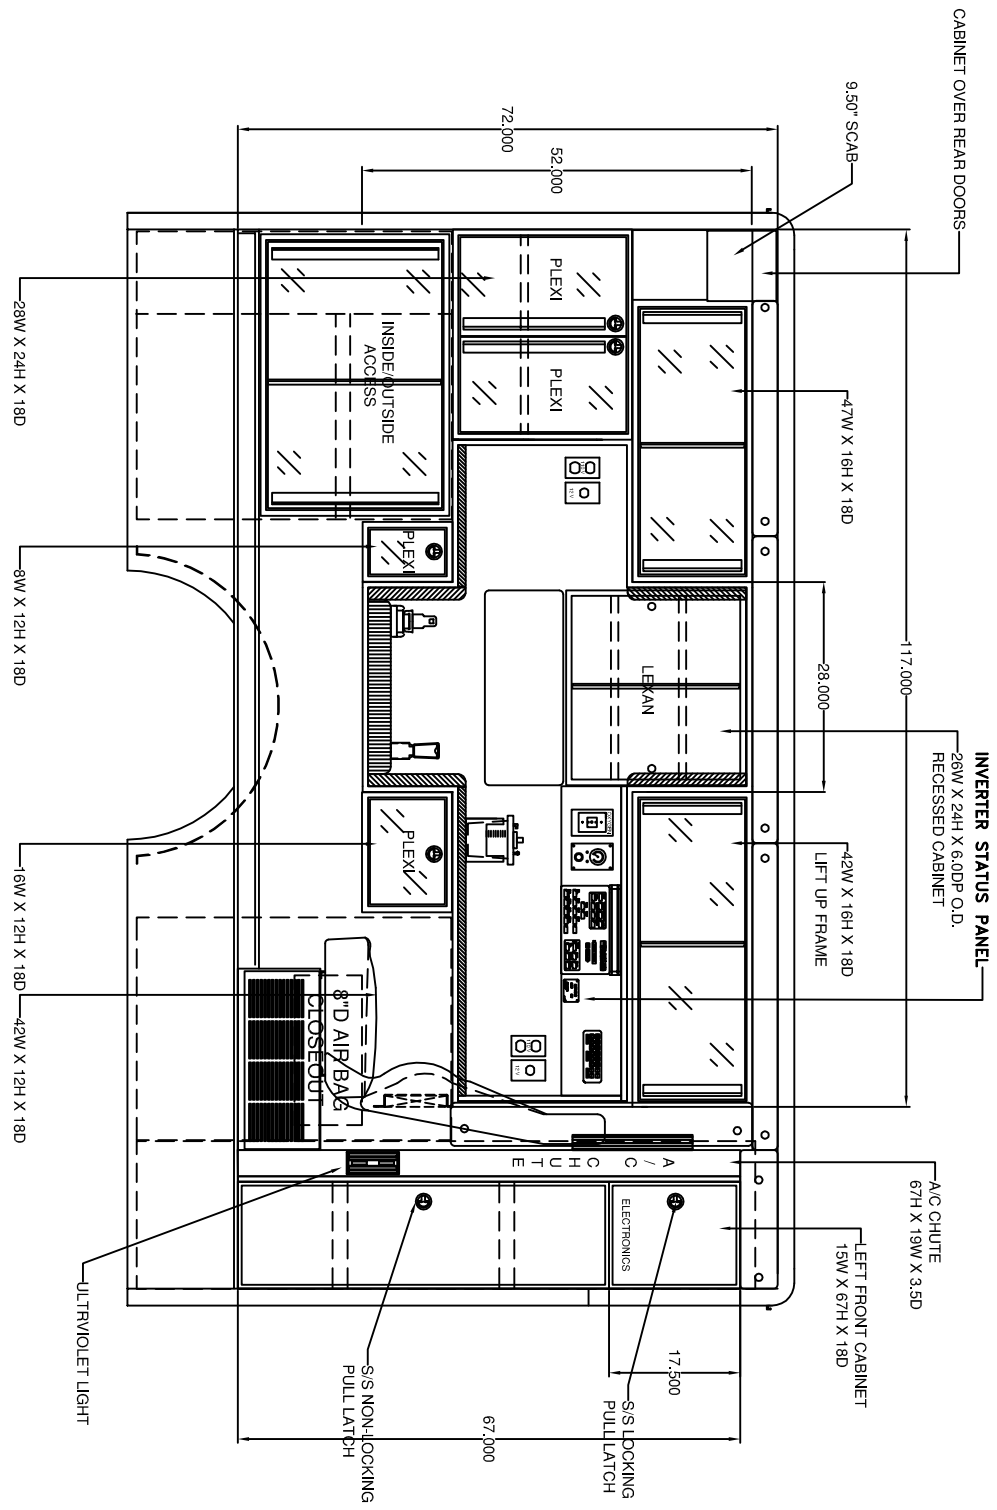 CABINET OVER REAR DOORS
9.50" SCAB
72.000
52.000
117.000
28.000
INVERTER STATUS PANEL
26W X 24H X 6.0DP O.D.
RECESSED CABINET
47W X 16H X 18D
42W X 16H X 18D
LIFT UP FRAME
A/C CHUTE
67H X 19W X 3.5D
LEFT FRONT CABINET
15W X 67H X 18D
PLEXI
PLEXI
LEXAN
INSIDE/OUTSIDE
ACCESS
12V
12V
PLEXI
PLEXI
8"D AIR BAG
CLOSEOUT
A/C CHUTE
ELECTRONICS
17.500
67.000
S/S LOCKING
PULL LATCH
S/S NON-LOCKING
PULL LATCH
ULTRVIOLET LIGHT
28W X 24H X 18D
8W X 12H X 18D
16W X 12H X 18D
42W X 12H X 18D